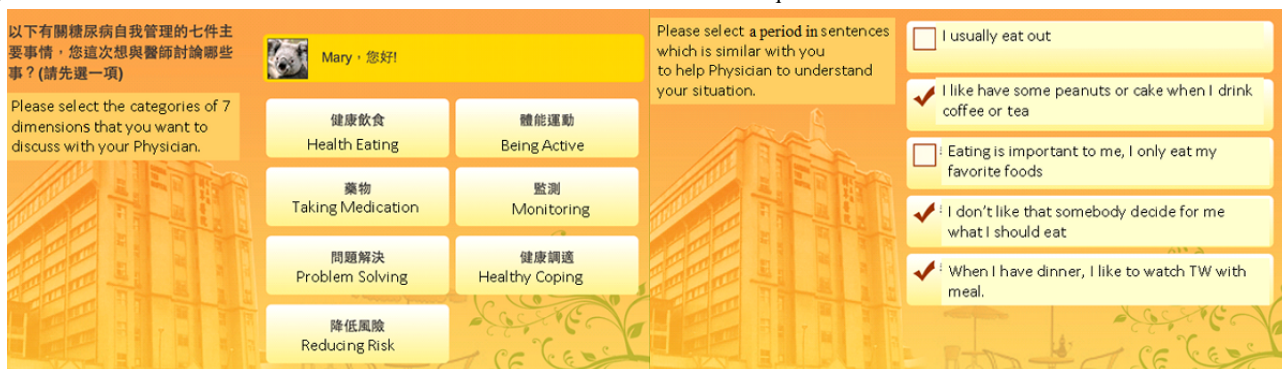 以下有關糖尿病自我管理的七件主
要事情，您這次想與醫師討論哪些
事？(請先選一項)
Please select the categories of 7
dimensions that you want to
discuss with your Physician.
Mary，您好!
健康飲食
Health Eating
體能運動
Being Active
藥物
Taking Medication
監測
Monitoring
問題解決
Problem Solving
健康調適
Healthy Coping
降低風險
Reducing Risk
Please select a period in sentences
which is similar with you
to help Physician to understand
your situation.
I usually eat out
I like have some peanuts or cake when I drink
coffee or tea
Eating is important to me, I only eat my
favorite foods
I don't like that somebody decide for me
what I should eat
When I have dinner, I like to watch TW with
meal.